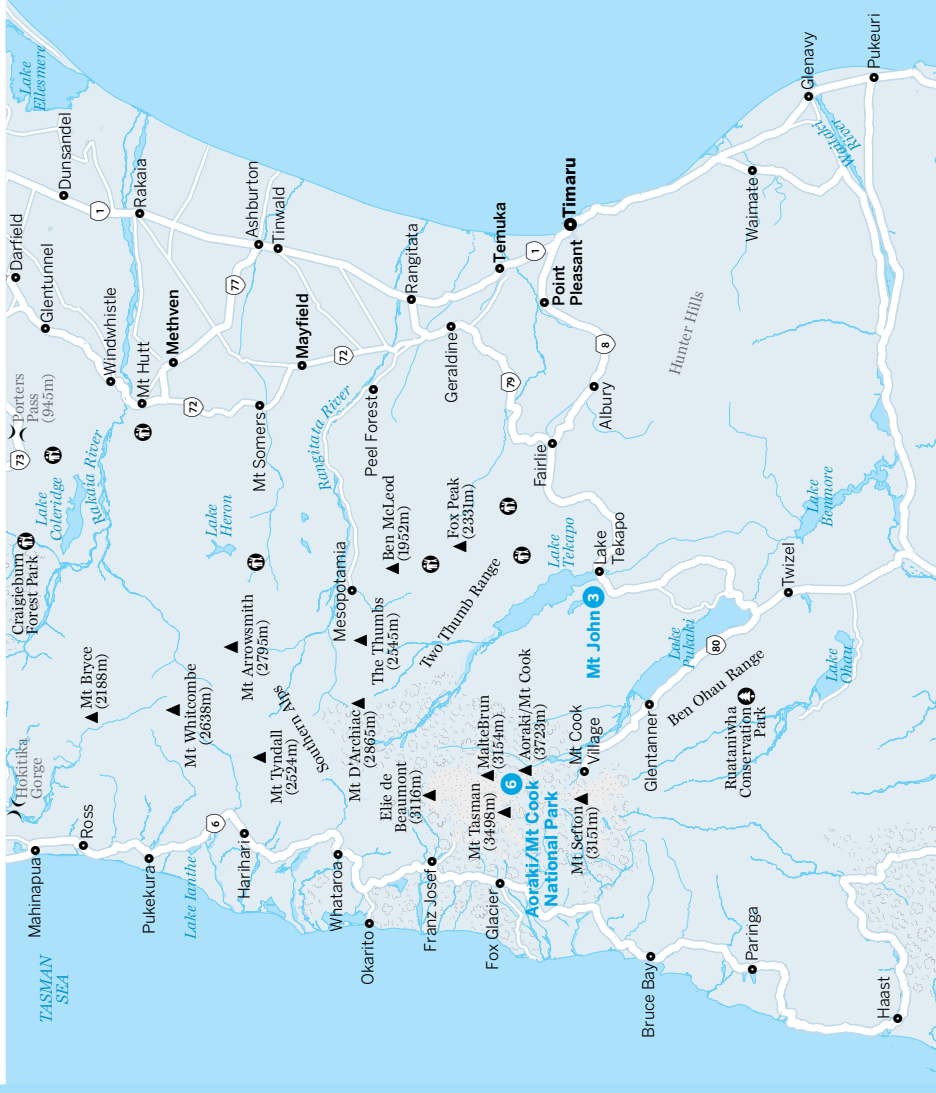 TASMAN
SEA
Mahinapua
Ross
Pukekura
Lake Ianthe
6
Harihari
Whataroa
Okarito
Franz Josef
Fox Glacier
Bruce Bay
Paringa
Haast
Hokitika
Gorge
Mt Bryce
(2188m)
Mt Whitcombe
(2638m)
Mt Tyndall
(2524m)
Mt Arrowsmith
(2795m)
Southern Alps
Mt D'Archiac
(2865m)
The Thumbs
(2545m)
Elie de
Beaumont
(3116m)
MalteBrun
(3154m)
Mt Tasman
(3498m)
6
Aoraki/Mt Cook
(3723m)
Aoraki/Mt Cook
National Park
Mt Sefton
(3151m)
Mt Cook
Village
Glentanner
Ben Ohau Range
Ruataniwha
Conservation
Park
Craigieburn
Forest Park
Lake
Coleridge
73
Porters
Pass
(945m)
Rakaia River
Lake
Heron
Mesopotamia
Ben McLeod
(1952m)
Fox Peak
(2331m)
Two Thumb Range
Lake
Tekapo
Mt John
3
Lake
Tekapo
Lake
Pukaki
80
Twizel
Lake
Ohau
Lake
Benmore
Darfield
Glentunnel
Windwhistle
Mt Hutt
Methven
72
77
Mt Somers
Mayfield
72
Rangitata River
Peel Forest
Geraldine
79
Fairlie
Albury
8
Hunter Hills
Lake
Ellesmere
Dunsandel
1
Rakaia
Ashburton
Tinwald
Rangitata
Temuka
1
Timaru
Point
Pleasant
Waimate
Waitaki
River
Glenavy
Pukeuri